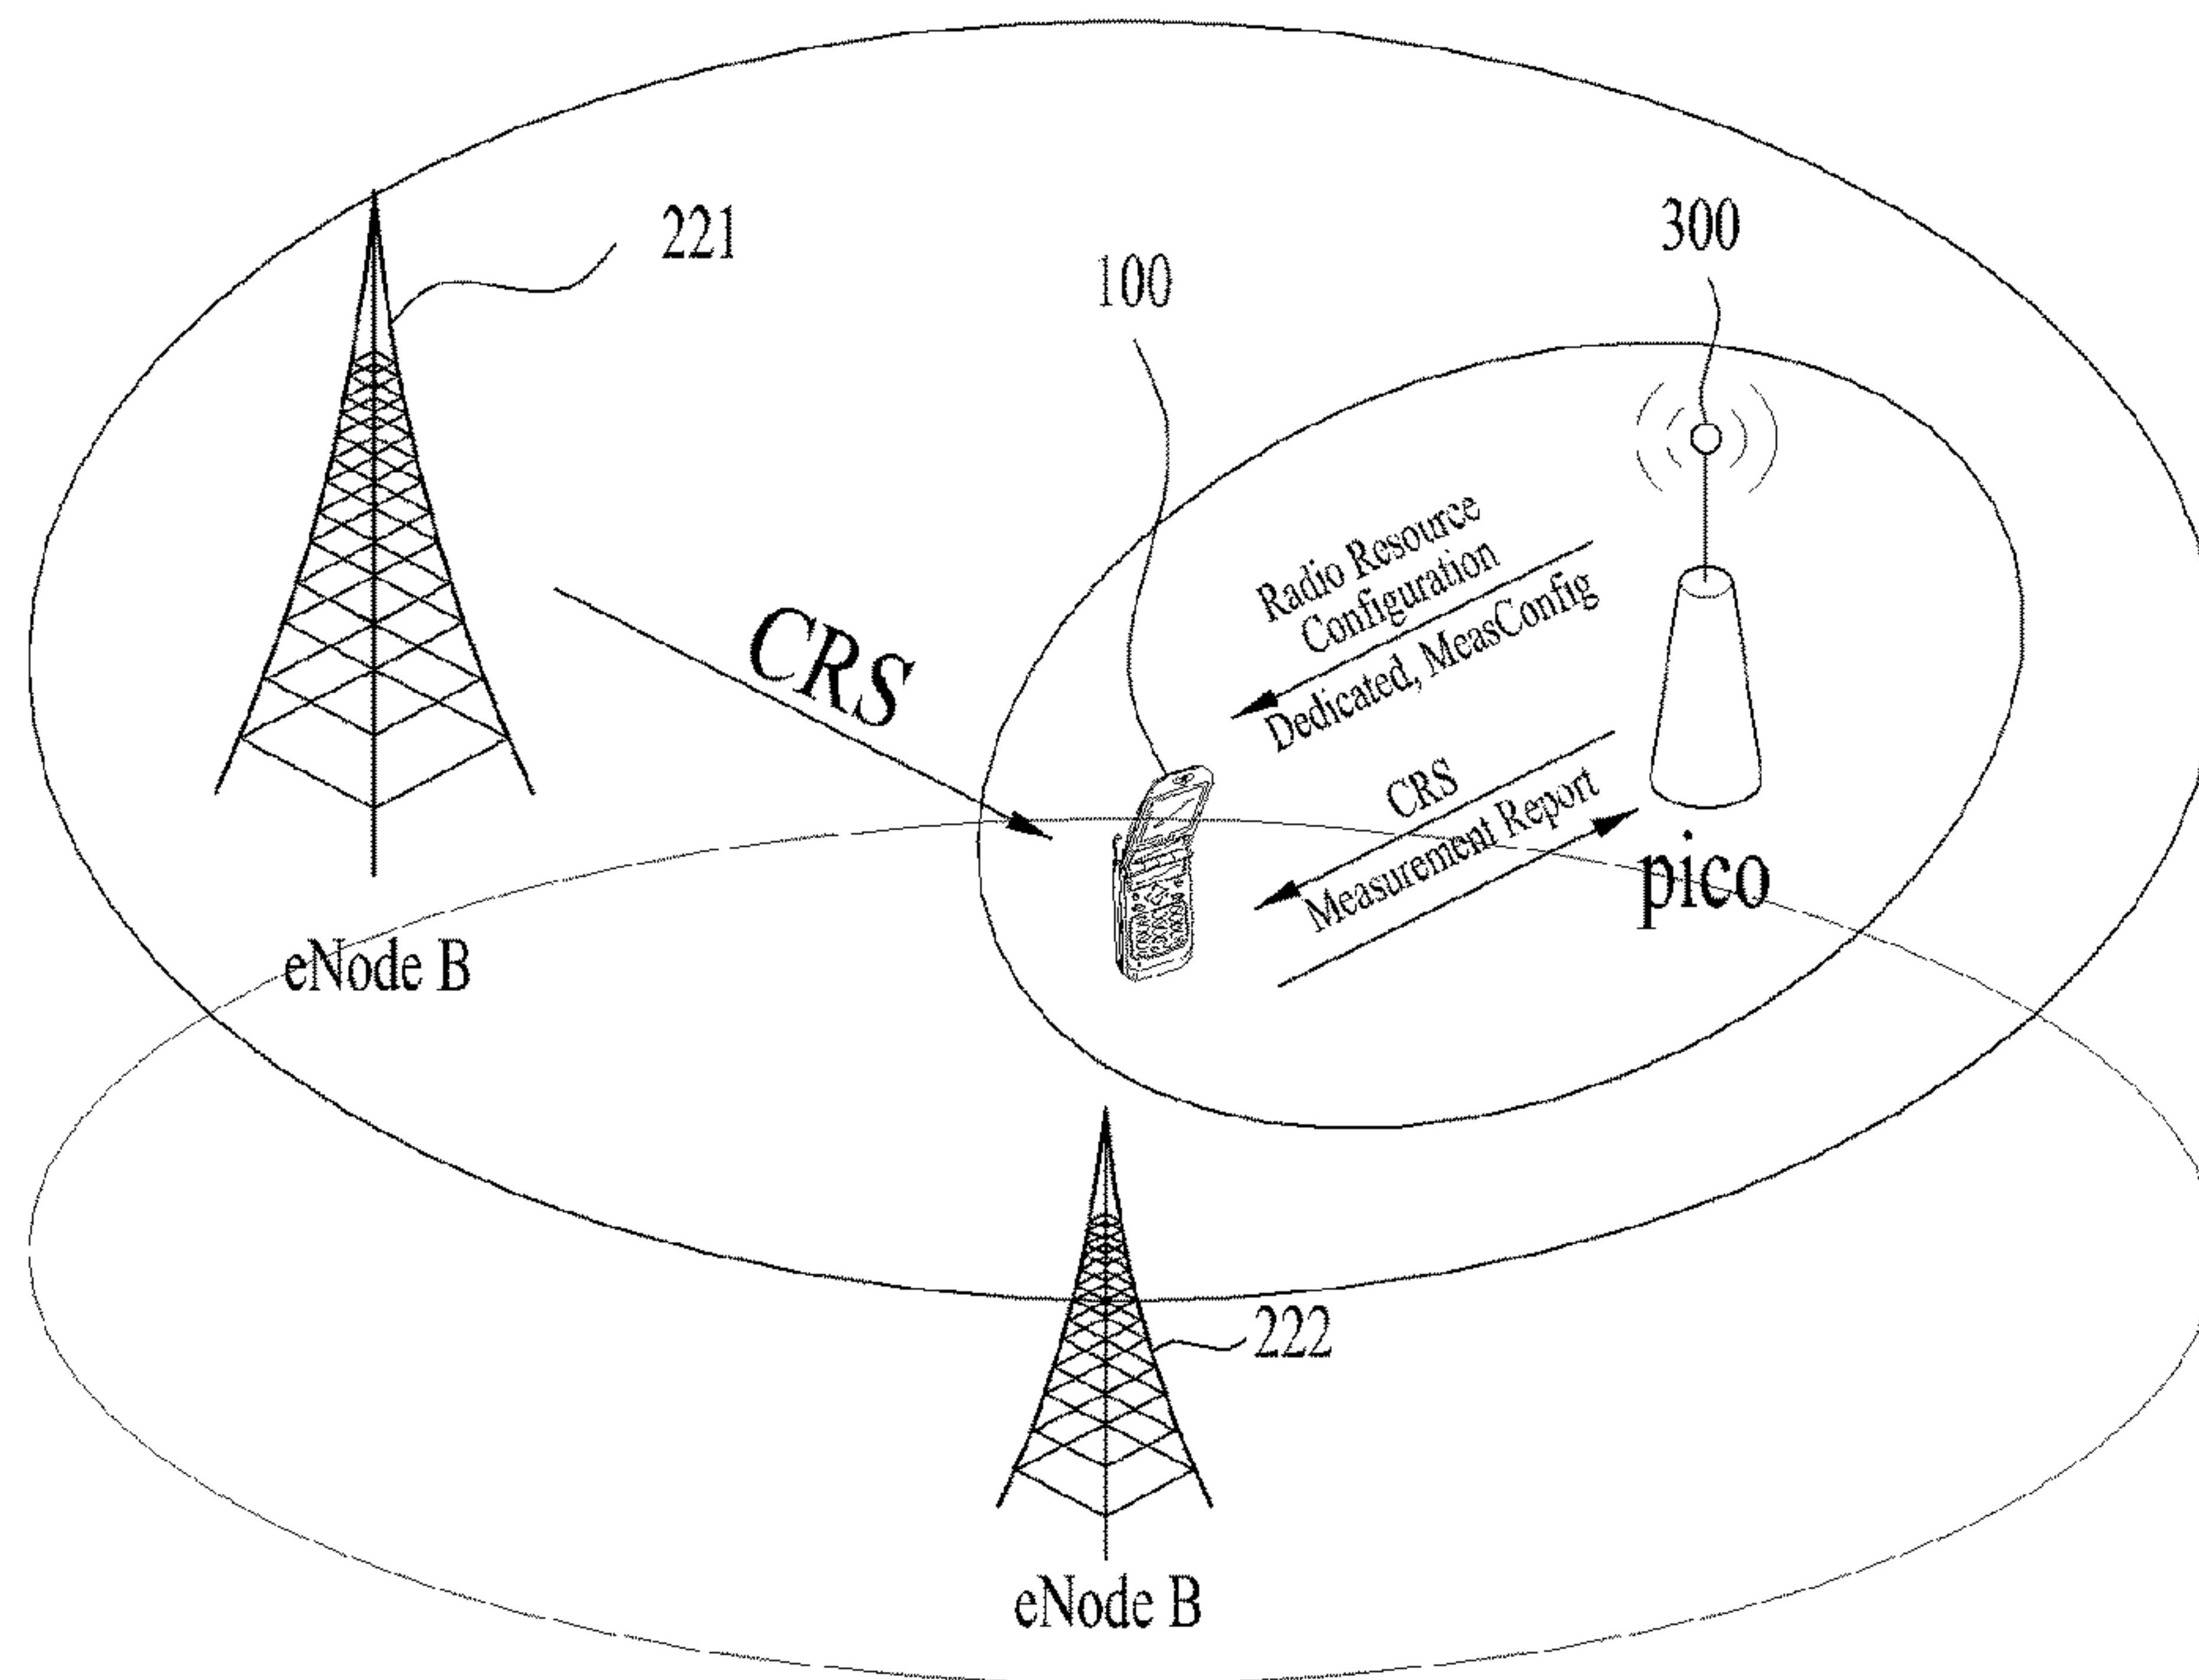 221
300
100
Radio Resource
Configuration
Dedicated, MeasConfig
CRS
CRS
Measurement Report
pico
eNode B
222
eNode B